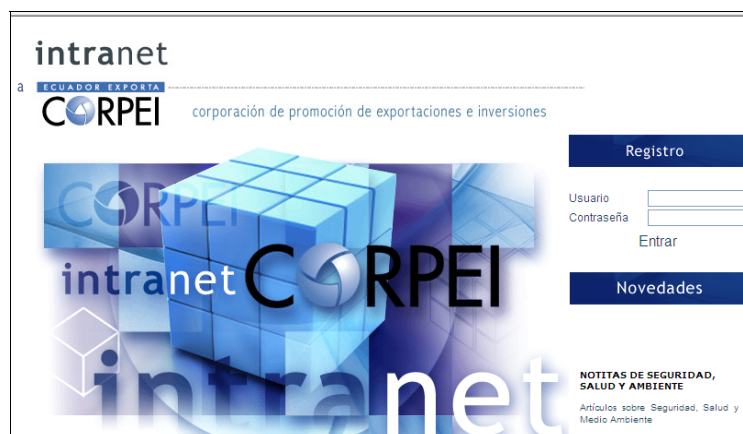 intranet
a
ECUADOR EXPORTA
CORPEI
corporación de promoción de exportaciones e inversiones
Registro
Usuario
Contraseña
Entrar
Novedades
CORPEI
intranet CORPEI
intranet
NOTITAS DE SEGURIDAD,
SALUD Y AMBIENTE
Artículos sobre Seguridad, Salud y
Medio Ambiente